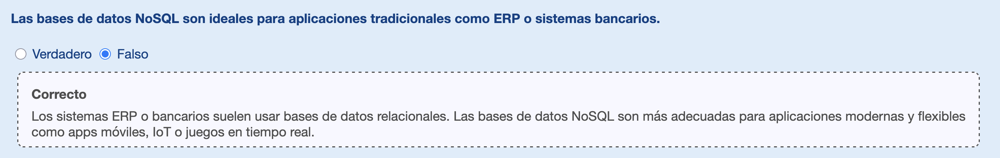 Las bases de datos NoSQL son ideales para aplicaciones tradicionales como ERP o sistemas bancarios.
Verdadero Falso
Correcto
Los sistemas ERP o bancarios suelen usar bases de datos relacionales. Las bases de datos NoSQL son más adecuadas para aplicaciones modernas y flexibles
como apps móviles, IoT o juegos en tiempo real.